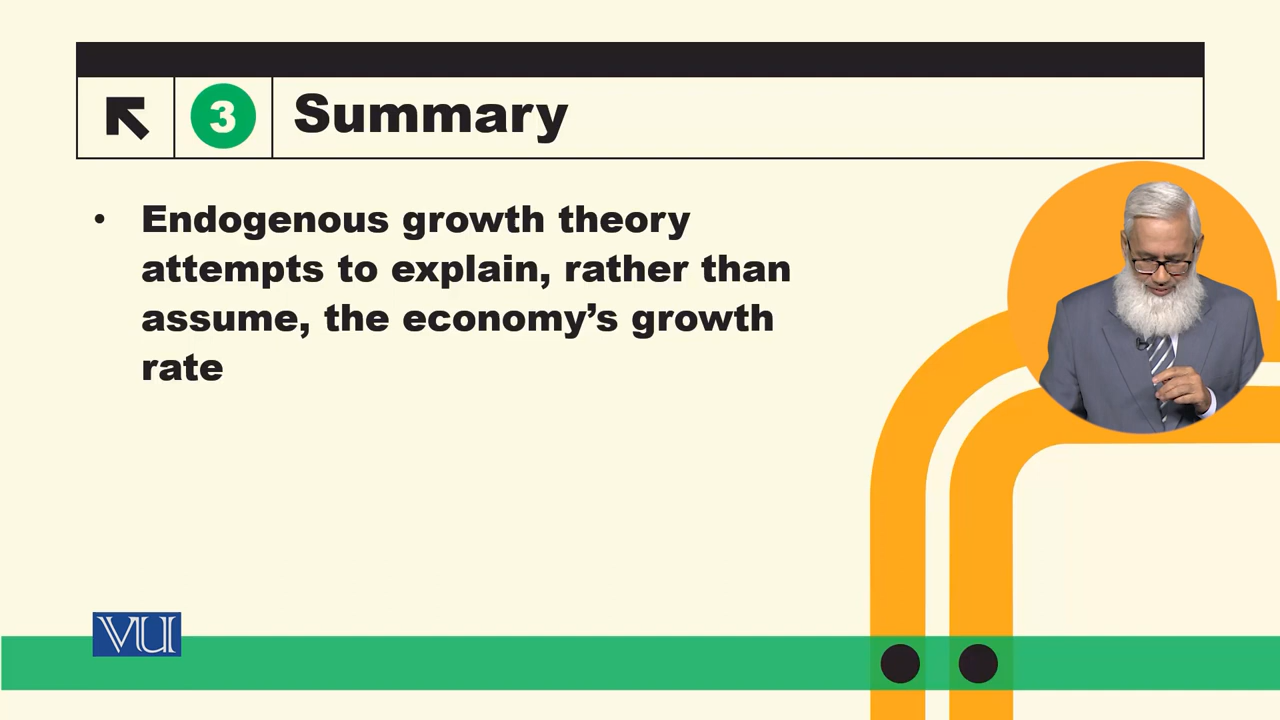 3 Summary
• Endogenous growth theory
attempts to explain, rather than
assume, the economy’s growth
rate
VU